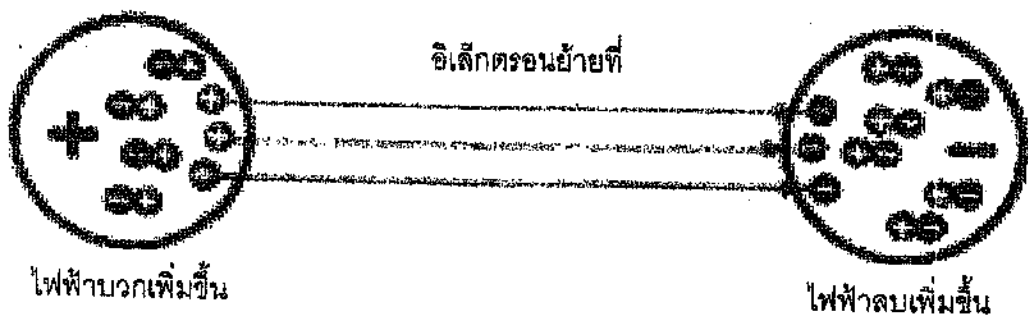 อิเล็กตรอนย้ายที่
+
−
ไฟฟ้าบวกเพิ่มขึ้น
ไฟฟ้าลบเพิ่มขึ้น